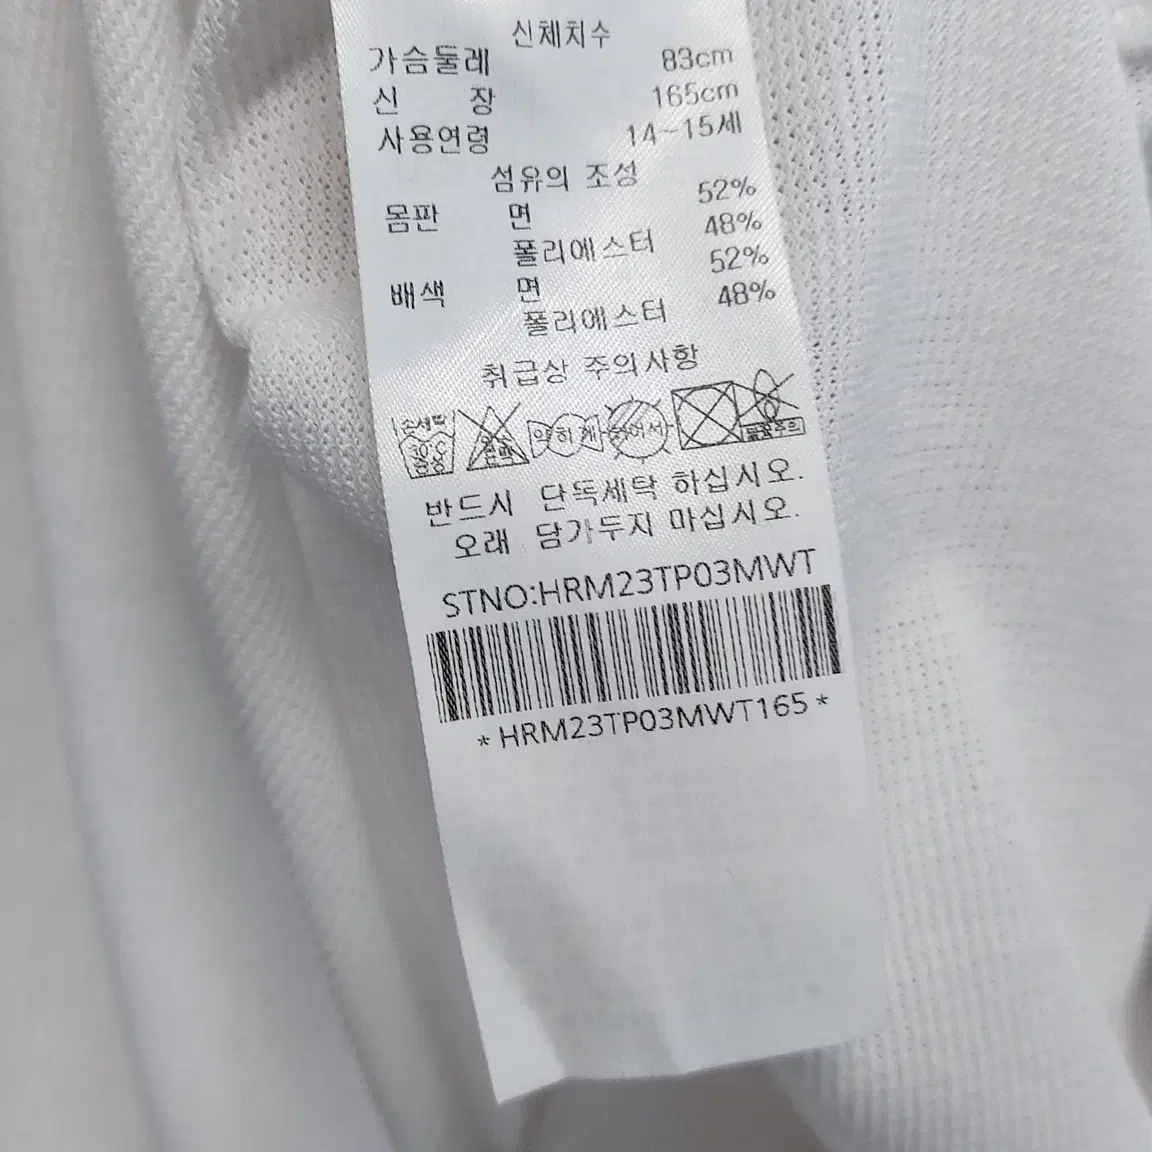 신체치수
가슴둘레 83cm
신 장 165cm
사용연령 14~15세
섬유의 조성
몸판 면 52%
폴리에스터 48%
배색 면 52%
폴리에스터 48%
취급상 주의사항
손세탁 약하게
반드시 단독세탁 하십시오.
오래 담가두지 마십시오.
STNO:HRM23TP03MWT
*HRM23TP03MWT165*